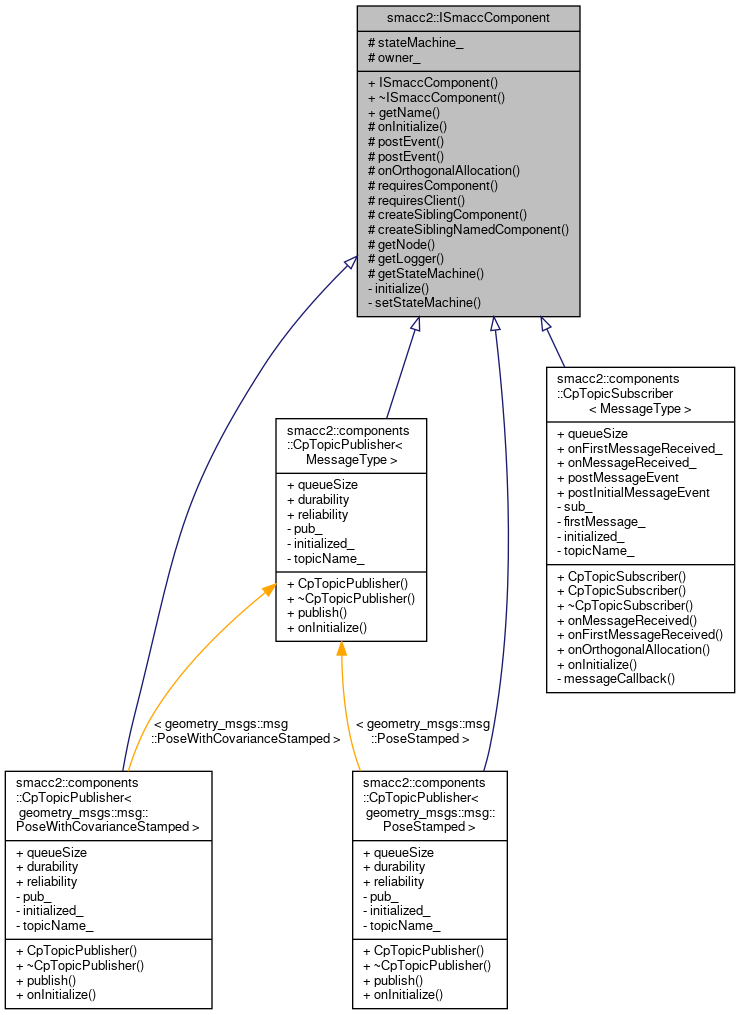 smacc2::ISmaccComponent
# stateMachine_
# owner_
+ ISmaccComponent()
+ ~ISmaccComponent()
+ getName()
# onInitialize()
# postEvent()
# postEvent()
# onOrthogonalAllocation()
# requiresComponent()
# requiresClient()
# createSiblingComponent()
# createSiblingNamedComponent()
# getNode()
# getLogger()
# getStateMachine()
- initialize()
- setStateMachine()
smacc2::components
::CpTopicSubscriber
< MessageType >
+ queueSize
+ onFirstMessageReceived_
+ onMessageReceived_
+ postMessageEvent
+ postInitialMessageEvent
- sub_
- firstMessage_
- initialized_
- topicName_
+ CpTopicSubscriber()
+ CpTopicSubscriber()
+ ~CpTopicSubscriber()
+ onMessageReceived()
+ onFirstMessageReceived()
+ onOrthogonalAllocation()
+ onInitialize()
- messageCallback()
smacc2::components
::CpTopicPublisher<
MessageType >
+ queueSize
+ durability
+ reliability
- pub_
- initialized_
- topicName_
+ CpTopicPublisher()
+ ~CpTopicPublisher()
+ publish()
+ onInitialize()
< geometry_msgs::msg
::PoseWithCovarianceStamped >
< geometry_msgs::msg
::PoseStamped >
smacc2::components
::CpTopicPublisher<
geometry_msgs::msg::
PoseWithCovarianceStamped >
+ queueSize
+ durability
+ reliability
- pub_
- initialized_
- topicName_
+ CpTopicPublisher()
+ ~CpTopicPublisher()
+ publish()
+ onInitialize()
smacc2::components
::CpTopicPublisher<
geometry_msgs::msg::
PoseStamped >
+ queueSize
+ durability
+ reliability
- pub_
- initialized_
- topicName_
+ CpTopicPublisher()
+ ~CpTopicPublisher()
+ publish()
+ onInitialize()